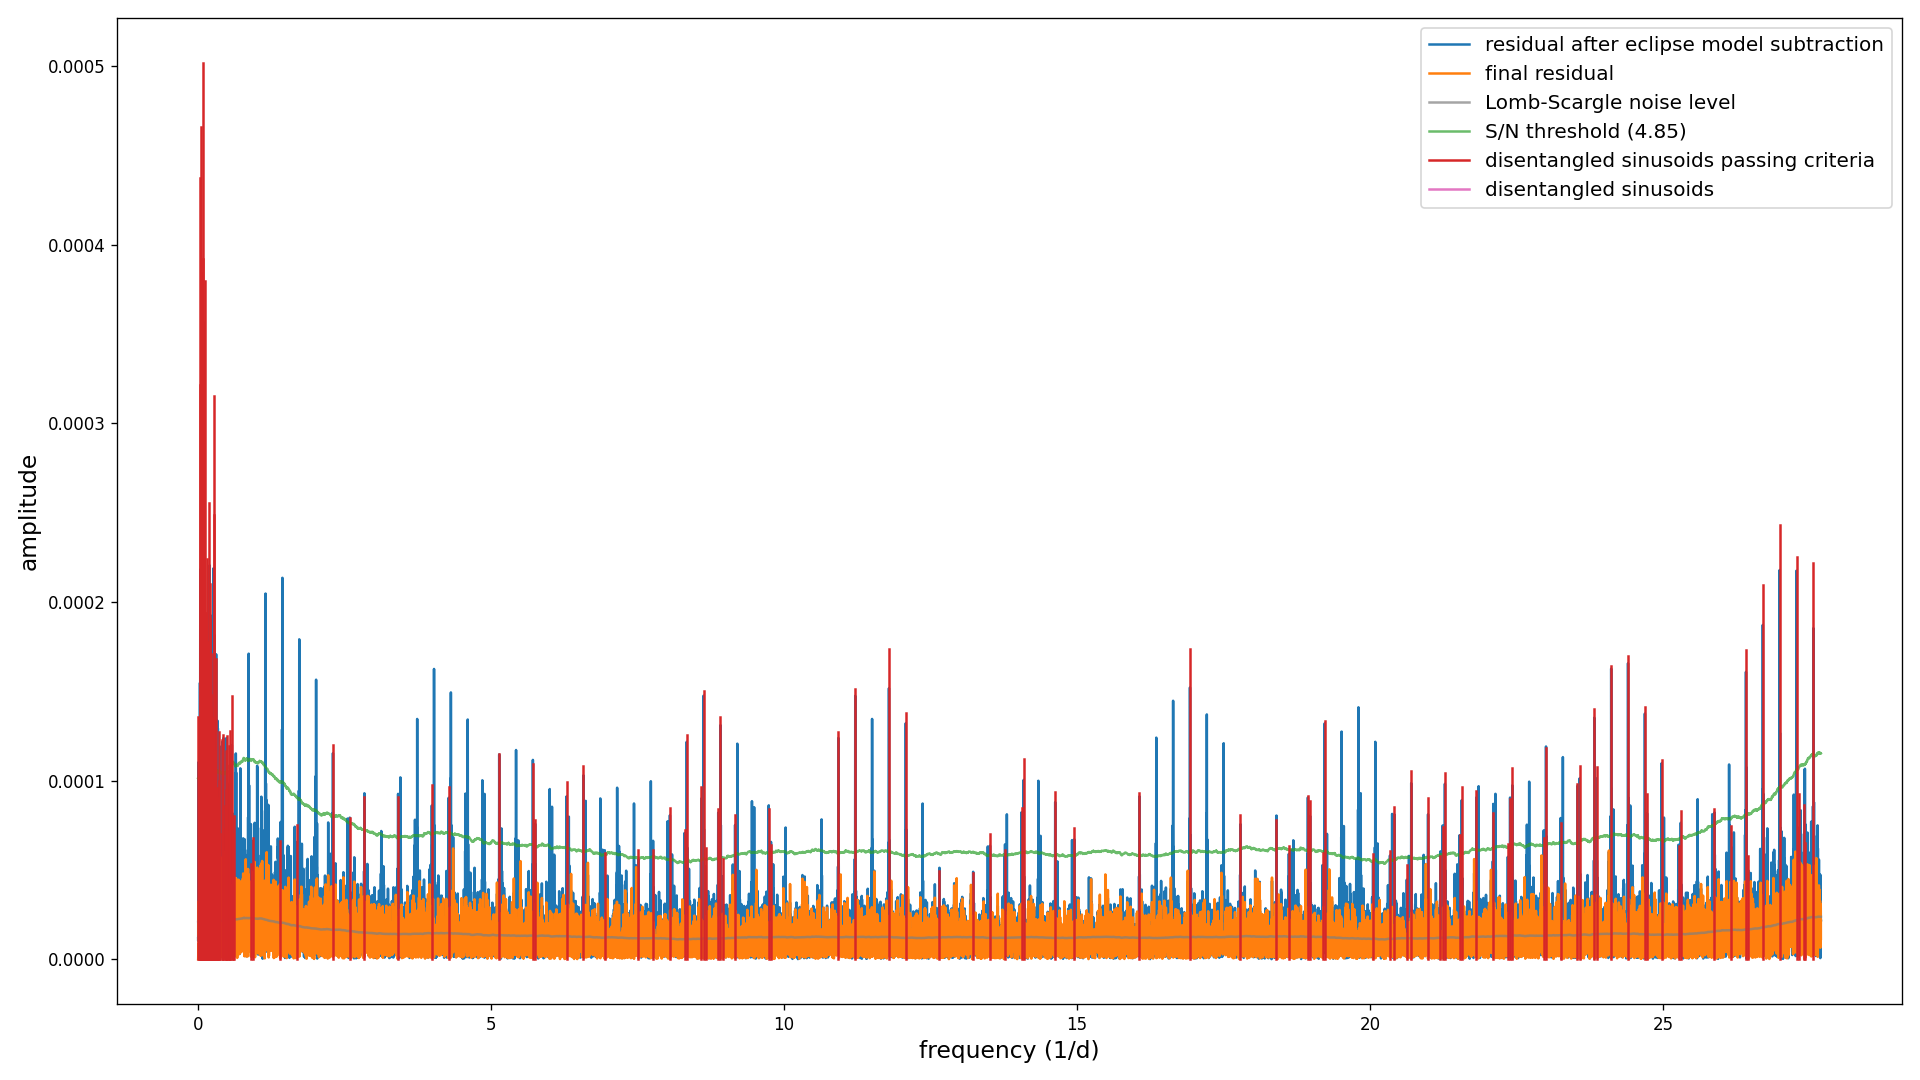 residual after eclipse model subtraction
final residual
Lomb-Scargle noise level
S/N threshold (4.85)
disentangled sinusoids passing criteria
disentangled sinusoids
0.0005
0.0004
0.0003
0.0002
0.0001
0.0000
amplitude
0 5 10 15 20 25
frequency (1/d)